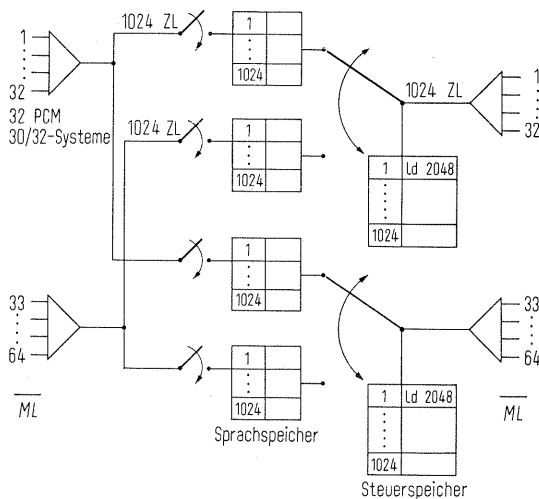 1024 ZL
1
⋮
32
32 PCM
30/32-Systeme
1
⋮
1024
1024 ZL
1
⋮
32
1024 ZL
1
⋮
1024
1 ld 2048
⋮
1024
1
⋮
1024
33
⋮
64
ML
1
⋮
1024
Sprachspeicher
33
⋮
64
ML
1 ld 2048
⋮
1024
Steuerspeicher